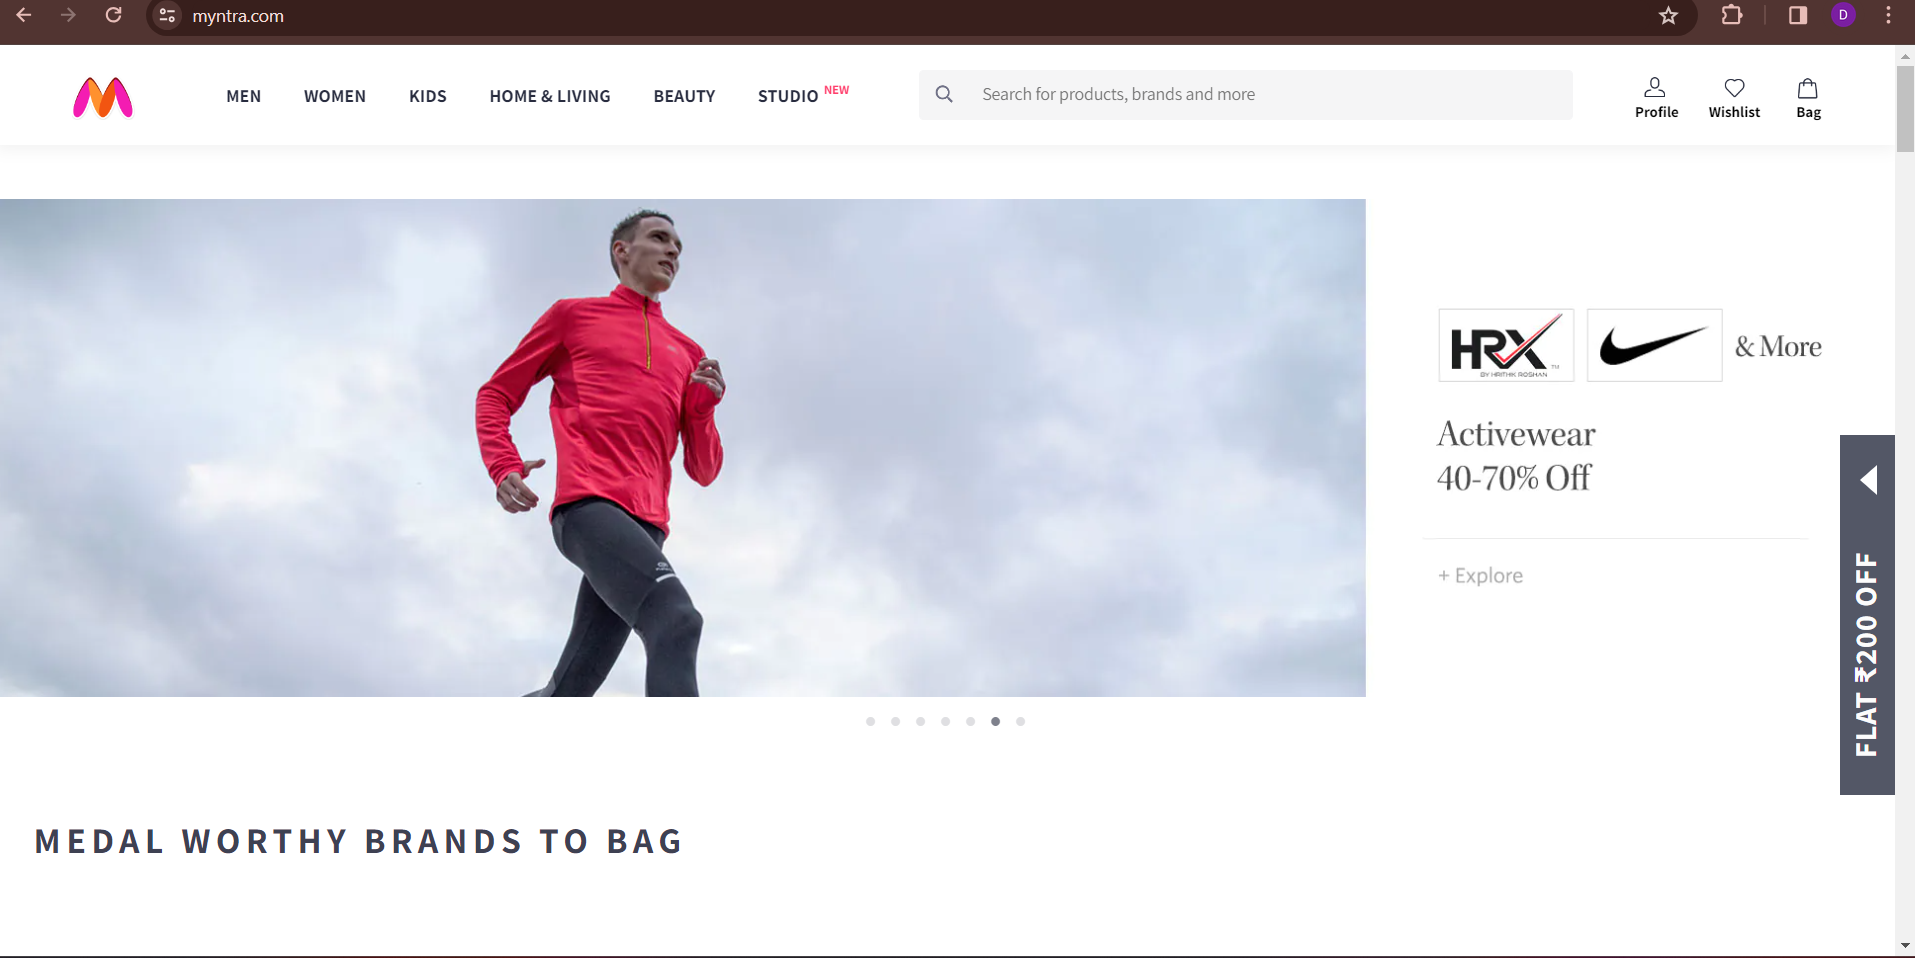 myntra.com
D
MEN WOMEN KIDS HOME & LIVING BEAUTY STUDIO NEW
Search for products, brands and more
Profile Wishlist Bag
HRX TM
BY HRITHIK ROSHAN
& More
Activewear
40-70% Off
+ Explore
FLAT ₹200 OFF
MEDAL WORTHY BRANDS TO BAG